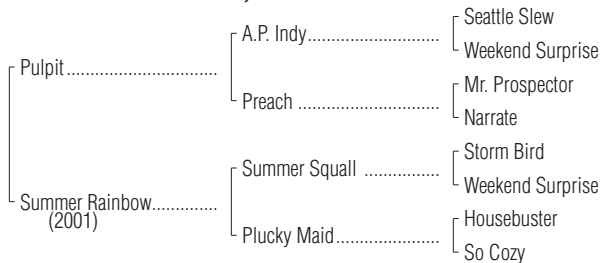 Seattle Slew
A.P. Indy
Weekend Surprise
Pulpit
Mr. Prospector
Preach
Narrate
Storm Bird
Summer Squall
Weekend Surprise
Summer Rainbow
(2001)
Housebuster
Plucky Maid
So Cozy